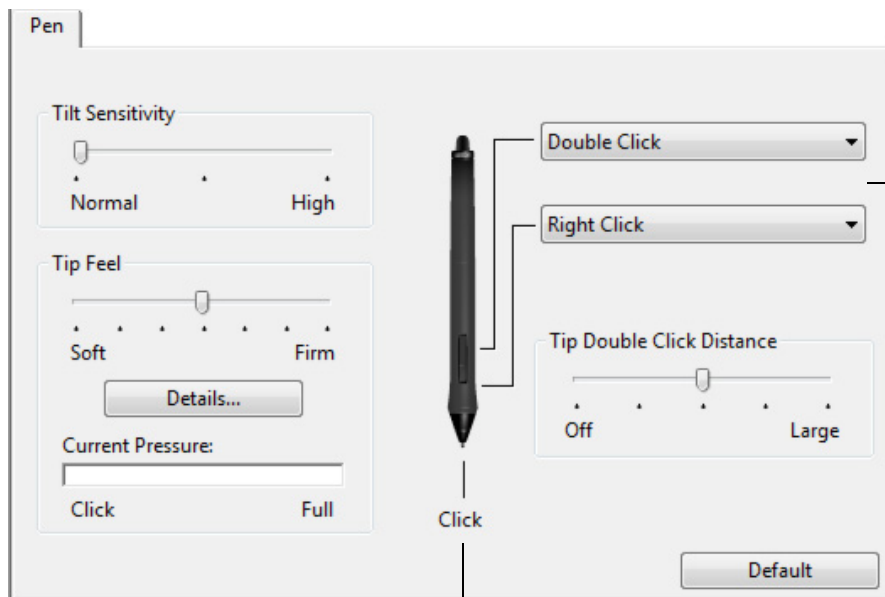 Pen
Tilt Sensitivity
Normal High
Tip Feel
Soft Firm
Details...
Current Pressure:
Click Full
Double Click
Right Click
Tip Double Click Distance
Off Large
Click
Default